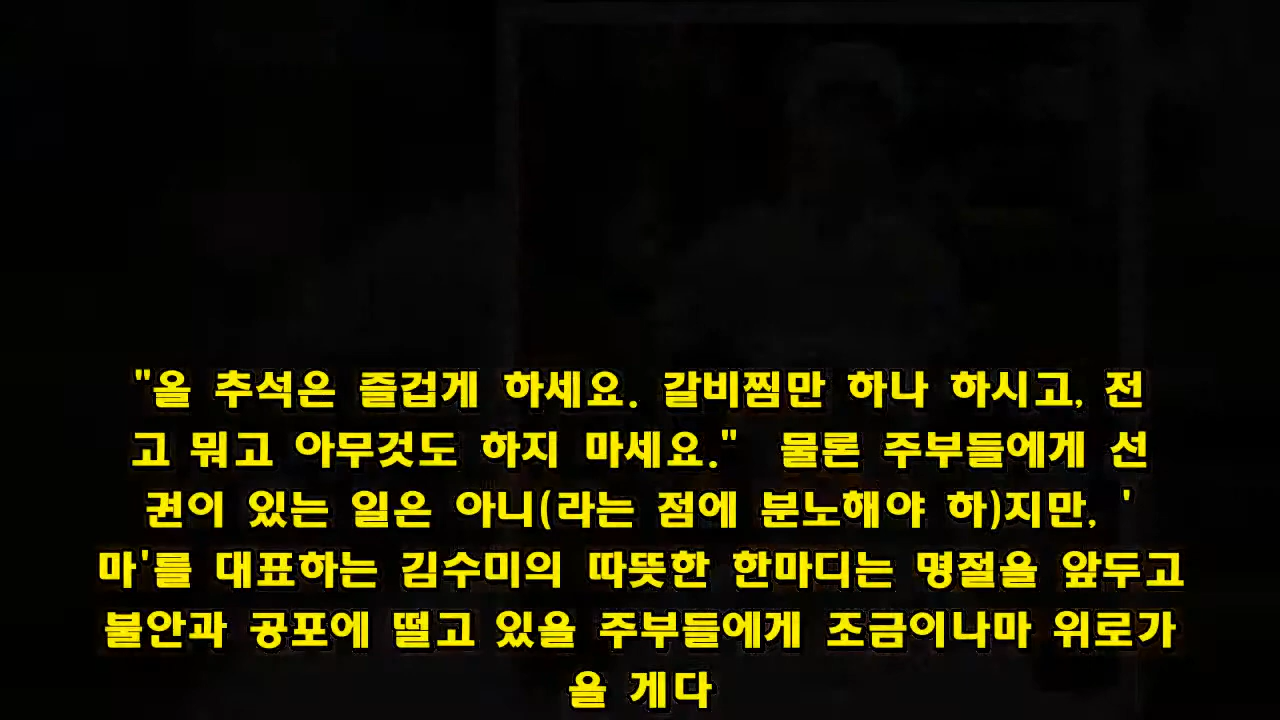 "올 추석은 즐겁게 하세요. 갈비찜만 하나 하시고, 전
고 뭐고 아무것도 하지 마세요." 물론 주부들에게 선
권이 있는 일은 아니(라는 점에 분노해야 하)지만, '
마'를 대표하는 김수미의 따뜻한 한마디는 명절을 앞두고
불안과 공포에 떨고 있을 주부들에게 조금이나마 위로가
을 게다